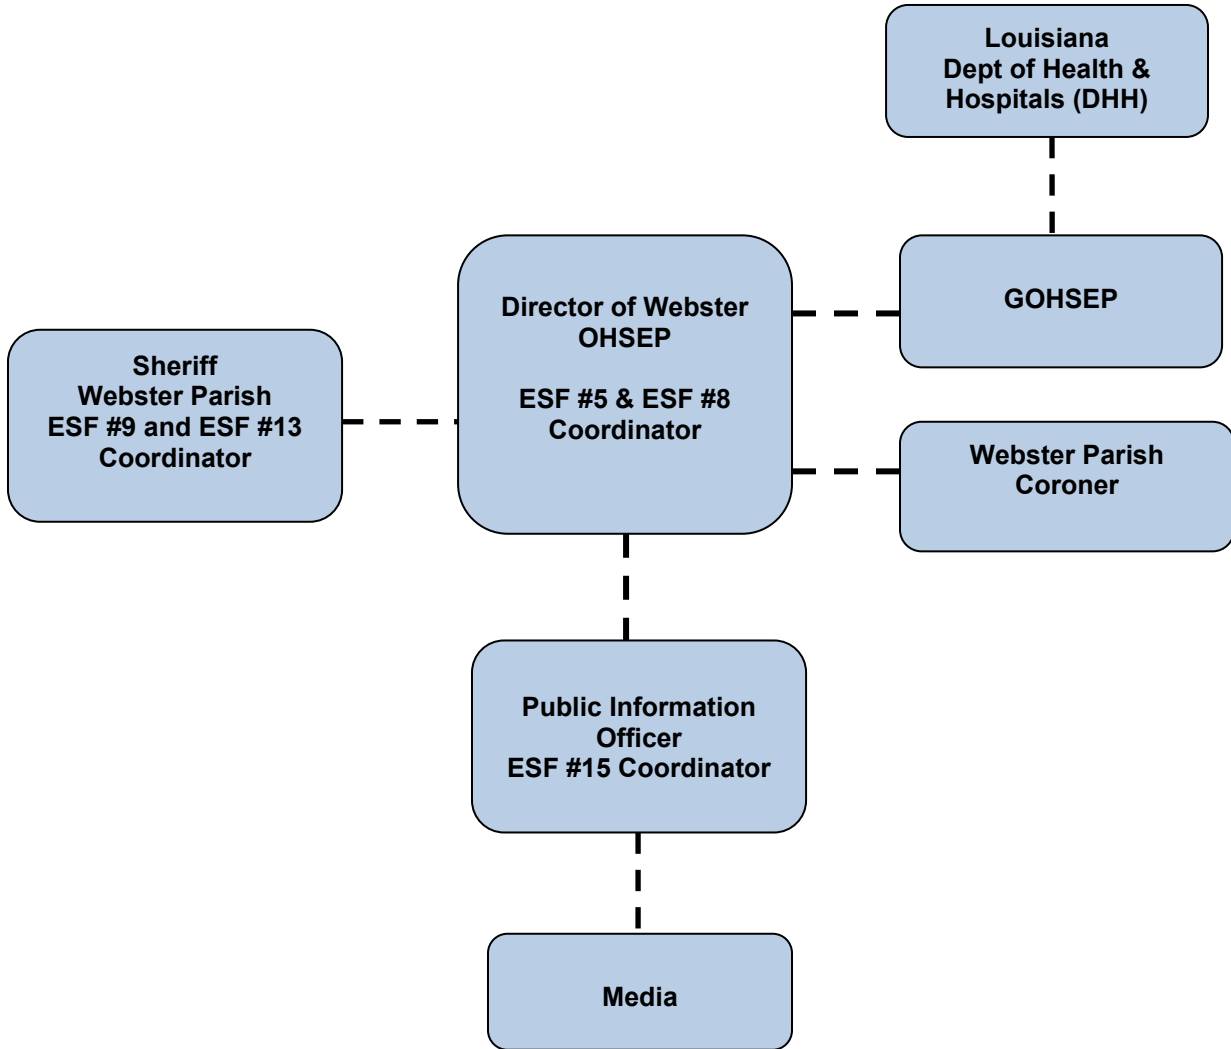 Louisiana
Dept of Health &
Hospitals (DHH)
GOHSEP
Director of Webster
OHSEP
ESF #5 & ESF #8
Coordinator
Sheriff
Webster Parish
ESF #9 and ESF #13
Coordinator
Webster Parish
Coroner
Public Information
Officer
ESF #15 Coordinator
Media